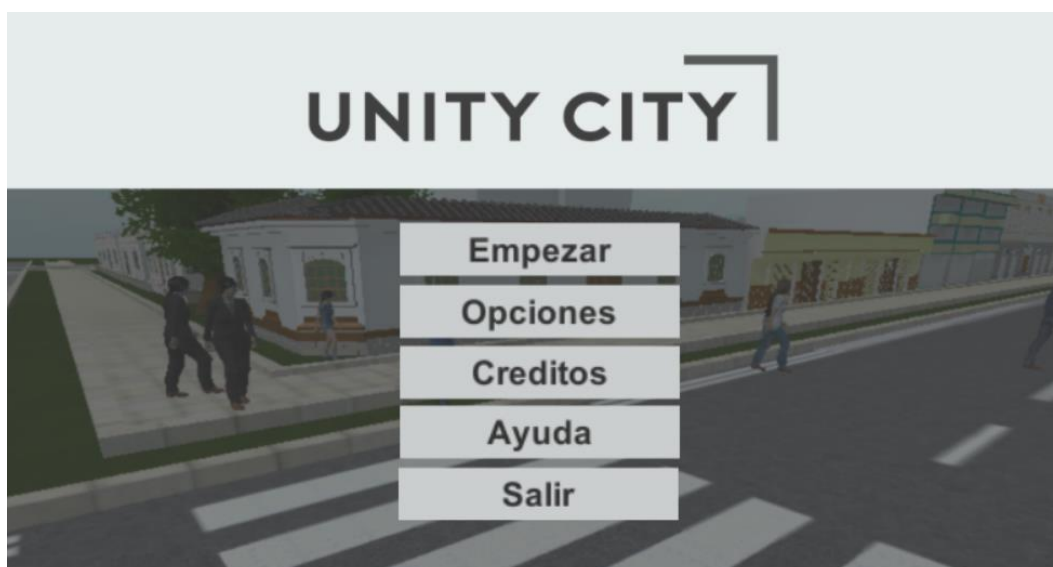 UNITY CITY
Empezar
Opciones
Creditos
Ayuda
Salir